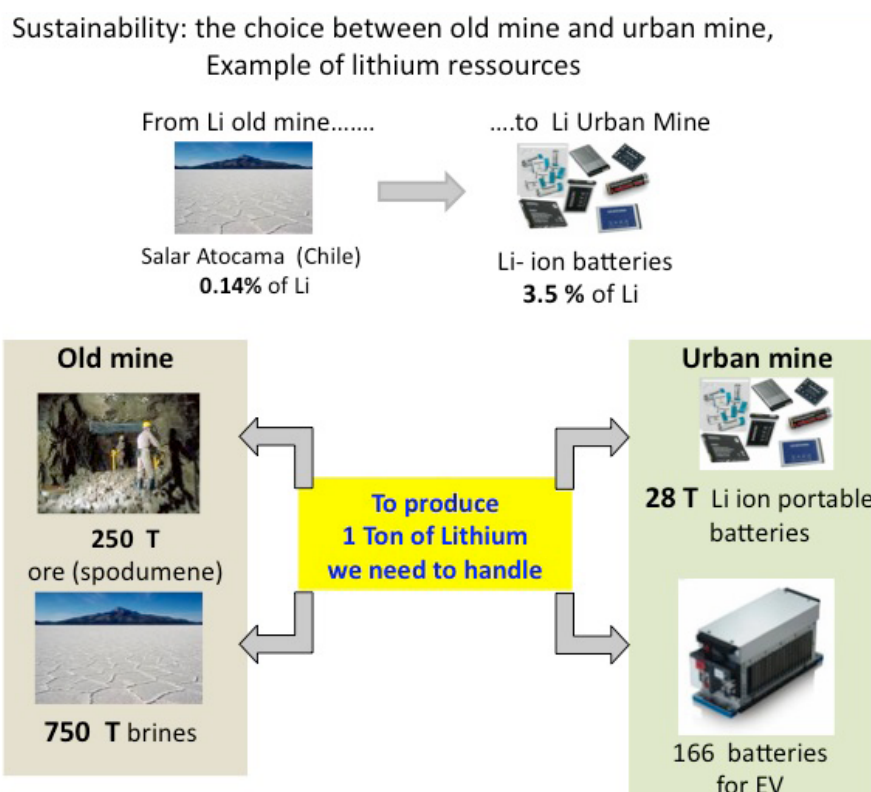 Sustainability: the choice between old mine and urban mine,
Example of lithium ressources
From Li old mine.......
....to Li Urban Mine
Salar Atocama (Chile)
0.14% of Li
Li- ion batteries
3.5 % of Li
Old mine
250 T
ore (spodumene)
750 T brines
To produce
1 Ton of Lithium
we need to handle
Urban mine
28 T Li ion portable
batteries
166 batteries
for EV